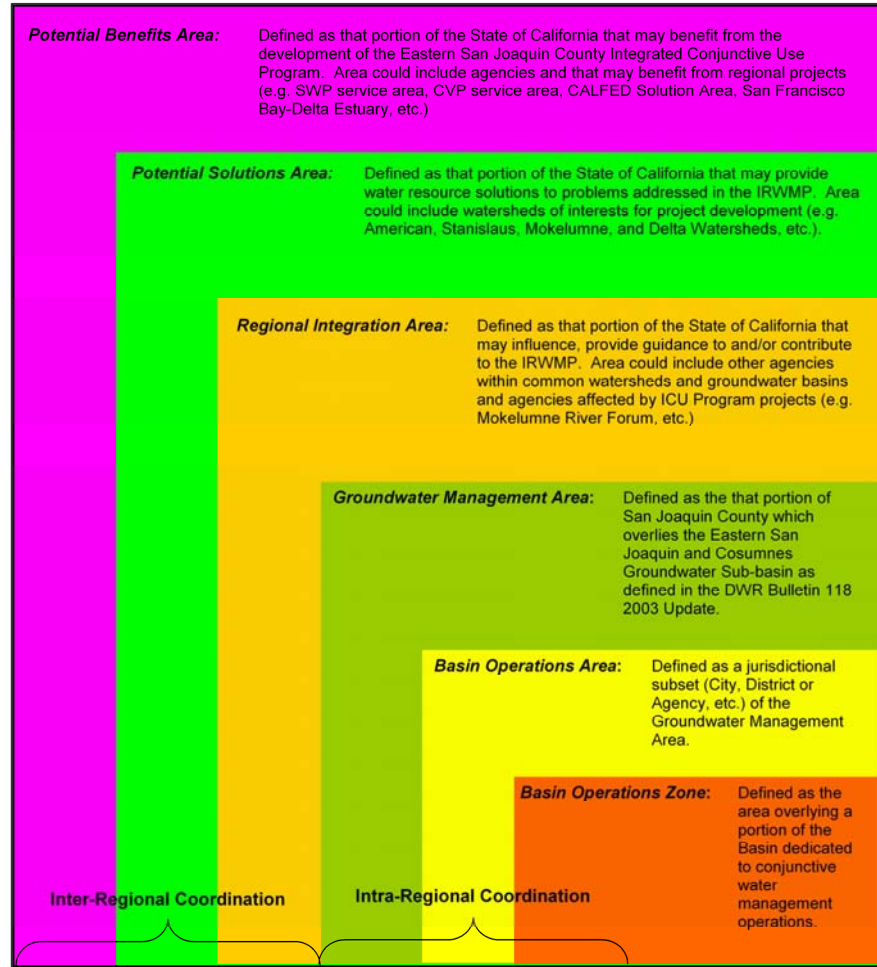 Potential Benefits Area: Defined as that portion of the State of California that may benefit from the
development of the Eastern San Joaquin County Integrated Conjunctive Use
Program. Area could include agencies and that may benefit from regional projects
(e.g. SWP service area, CVP service area, CALFED Solution Area, San Francisco
Bay-Delta Estuary, etc.)
Potential Solutions Area: Defined as that portion of the State of California that may provide
water resource solutions to problems addressed in the IRWMP. Area
could include watersheds of interests for project development (e.g.
American, Stanislaus, Mokelumne, and Delta Watersheds, etc.).
Regional Integration Area: Defined as that portion of the State of California that
may influence, provide guidance to and/or contribute
to the IRWMP. Area could include other agencies
within common watersheds and groundwater basins
and agencies affected by ICU Program projects (e.g.
Mokelumne River Forum, etc.)
Groundwater Management Area: Defined as the that portion of
San Joaquin County which
overlies the Eastern San
Joaquin and Cosumnes
Groundwater Sub-basin as
defined in the DWR Bulletin 118
2003 Update.
Basin Operations Area: Defined as a jurisdictional
subset (City, District or
Agency, etc.) of the
Groundwater Management
Area.
Basin Operations Zone: Defined as the
area overlying a
portion of the
Basin dedicated
to conjunctive
water
management
operations.
Inter-Regional Coordination
Intra-Regional Coordination